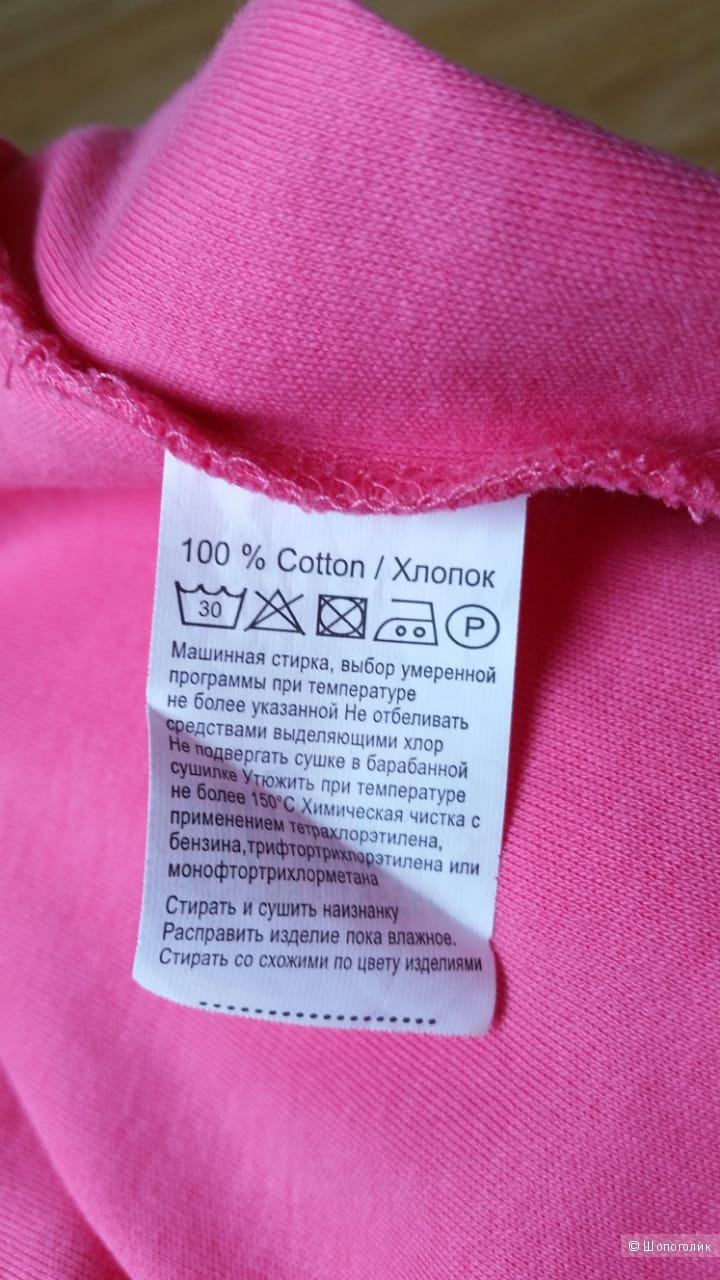 100 % Cotton / Хлопок
30
P
Машинная стирка, выбор умеренной
программы при температуре
не более указанной Не отбеливать
средствами выделяющими хлор
Не подвергать сушке в барабанной
сушилке Утюжить при температуре
не более 150°C Химическая чистка с
применением тетрахлорэтилена,
бензина,трифтортрихлорэтилена или
монофтортрихлорметана
Стирать и сушить наизнанку
Расправить изделие пока влажное.
Стирать со схожими по цвету изделиями
© Шопоголик